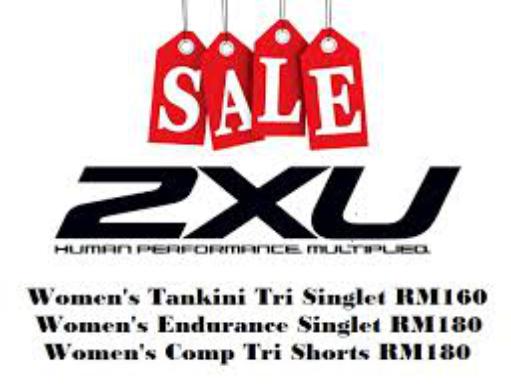 SALE
2XU
HUMAN PERFORMANCE MULTIPLIED.
Women's Tankini Tri Singlet RM160
Women's Endurance Singlet RM180
Women's Comp Tri Shorts RM180